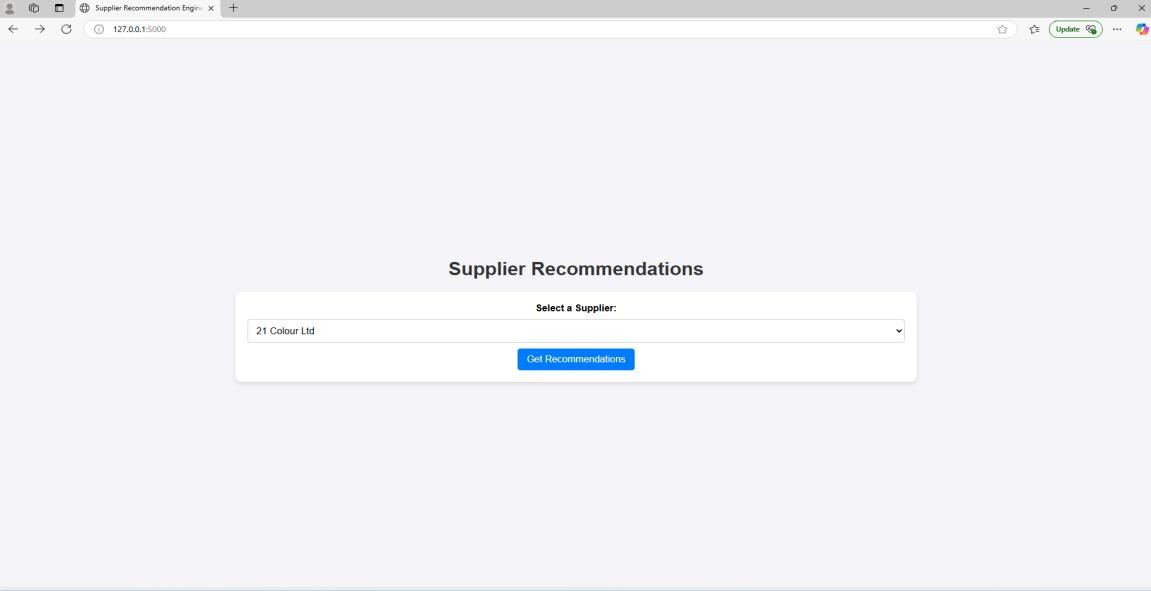 Supplier Recommendation Engin
127.0.0.1:5000
Update
Supplier Recommendations
Select a Supplier:
21 Colour Ltd
Get Recommendations